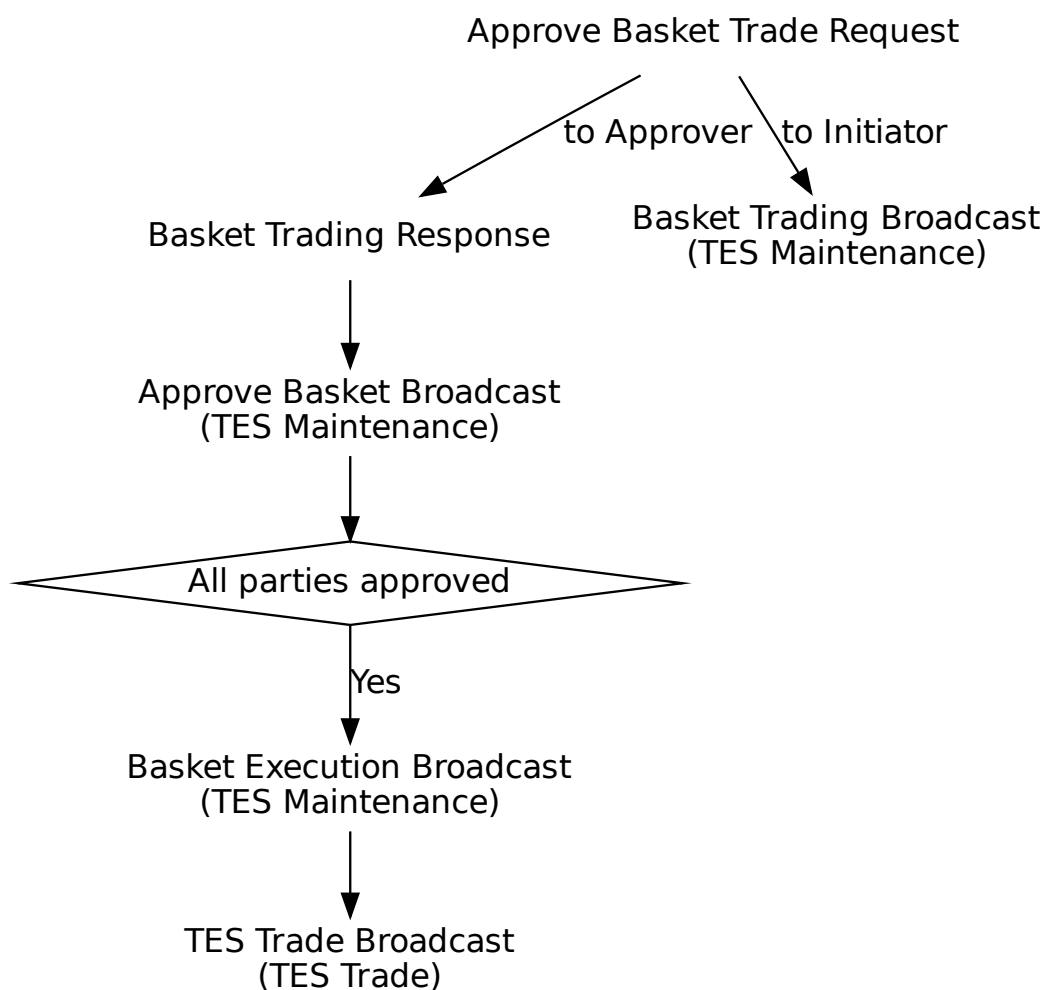 Approve Basket Trade Request
to Approver
to Initiator
Basket Trading Response
Basket Trading Broadcast
(TES Maintenance)
Approve Basket Broadcast
(TES Maintenance)
All parties approved
Yes
Basket Execution Broadcast
(TES Maintenance)
TES Trade Broadcast
(TES Trade)